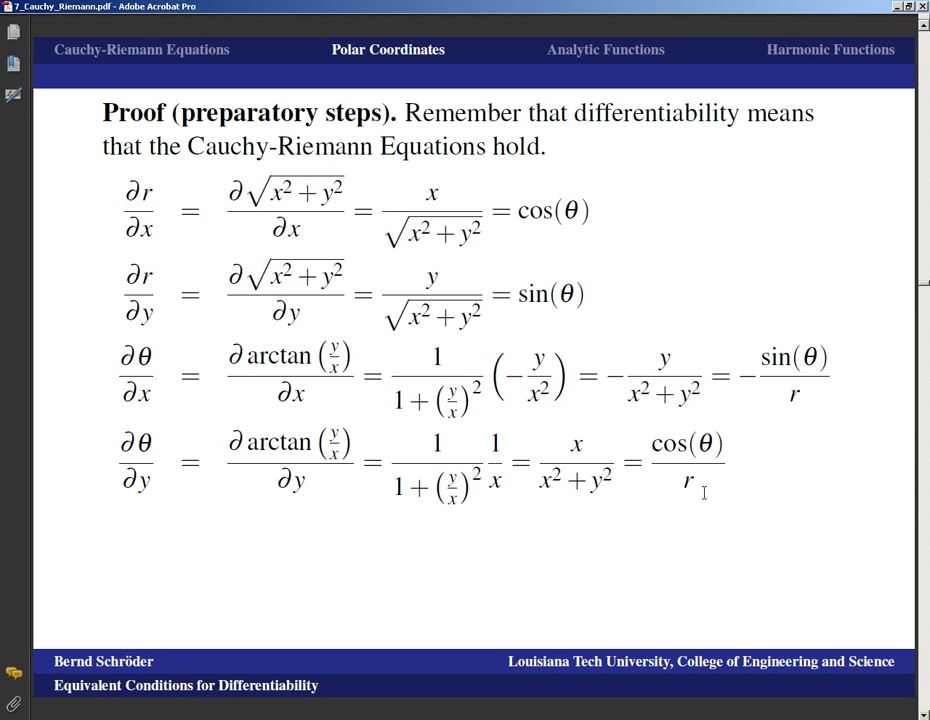 7_Cauchy_Riemann.pdf - Adobe Acrobat Pro
Cauchy-Riemann Equations Polar Coordinates Analytic Functions Harmonic Functions
Proof (preparatory steps). Remember that differentiability means
that the Cauchy-Riemann Equations hold.
∂r/∂x = ∂√(x² + y²)/∂x = x/√(x² + y²) = cos(θ)
∂r/∂y = ∂√(x² + y²)/∂y = y/√(x² + y²) = sin(θ)
∂θ/∂x = ∂ arctan(y/x)/∂x = 1/(1 + (y/x)²) (−y/x²) = −y/(x² + y²) = −sin(θ)/r
∂θ/∂y = ∂ arctan(y/x)/∂y = 1/(1 + (y/x)²) 1/x = x/(x² + y²) = cos(θ)/r
Bernd Schröder Louisiana Tech University, College of Engineering and Science
Equivalent Conditions for Differentiability